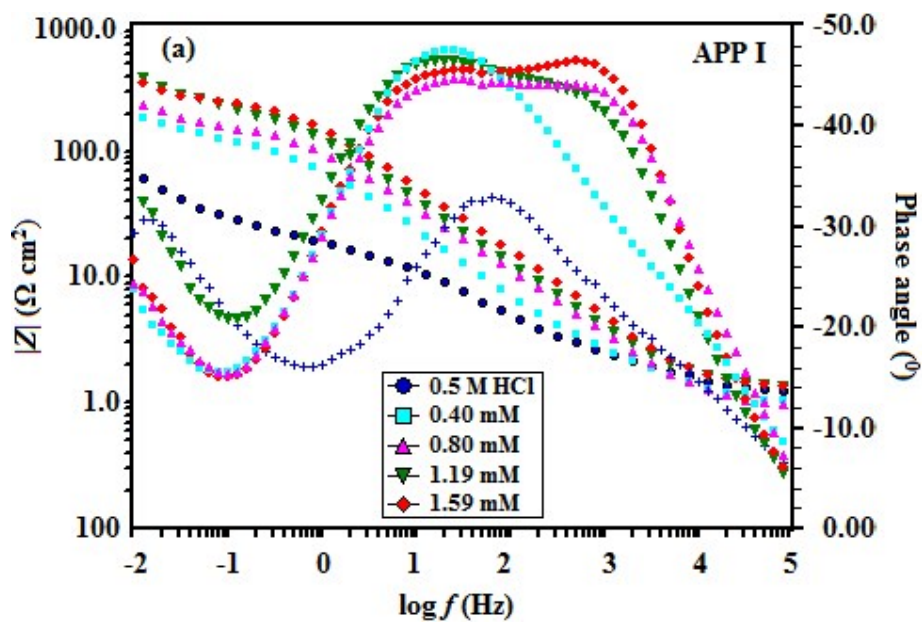 (a)
APP I
1000.0
100.0
10.0
1.0
100
|Z| (Ω cm²)
-50.0
-40.0
-30.0
-20.0
-10.0
0.00
Phase angle (⁰)
0.5 M HCl
0.40 mM
0.80 mM
1.19 mM
1.59 mM
-2 -1 0 1 2 3 4 5
log f (Hz)